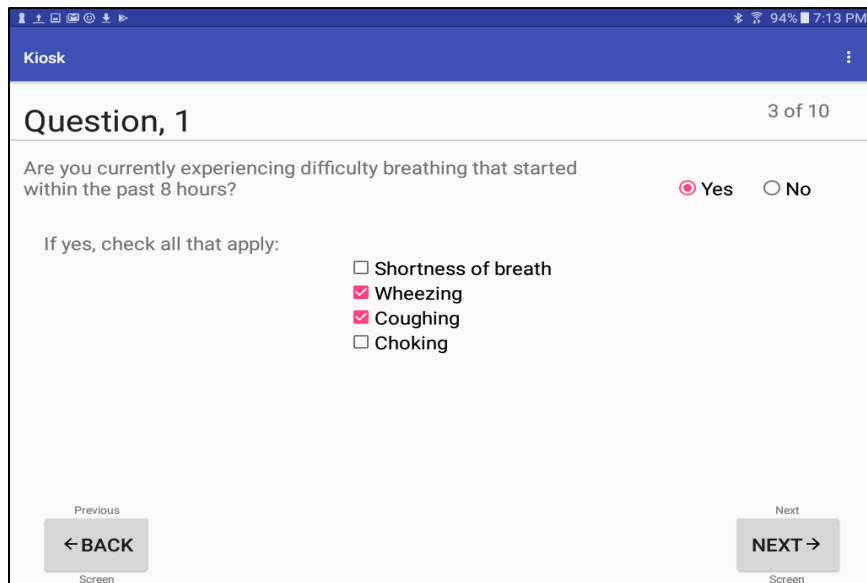 94% 7:13 PM
Kiosk
Question, 1
3 of 10
Are you currently experiencing difficulty breathing that started
within the past 8 hours?
Yes
No
If yes, check all that apply:
Shortness of breath
Wheezing
Coughing
Choking
Previous
←BACK
Screen
Next
NEXT→
Screen